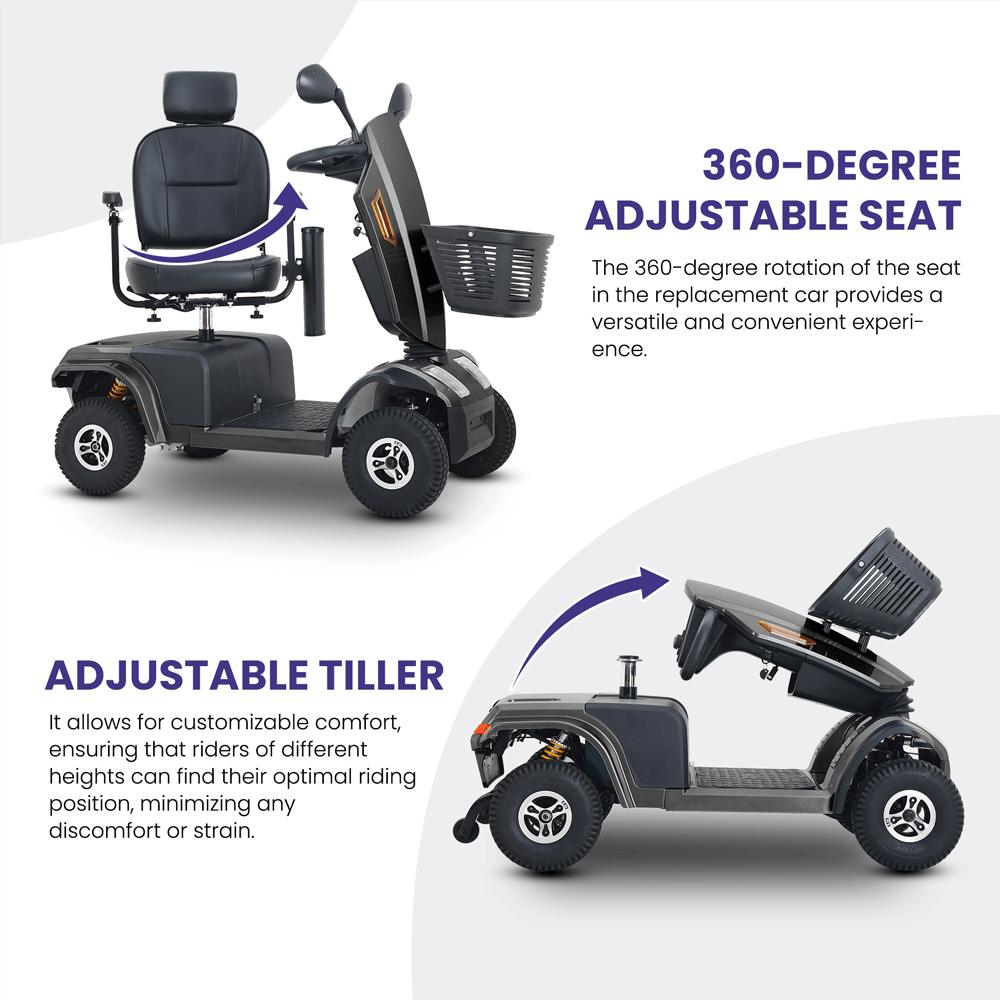 360-DEGREE
ADJUSTABLE SEAT
The 360-degree rotation of the seat
in the replacement car provides a
versatile and convenient experi-
ence.
ADJUSTABLE TILLER
It allows for customizable comfort,
ensuring that riders of different
heights can find their optimal riding
position, minimizing any
discomfort or strain.